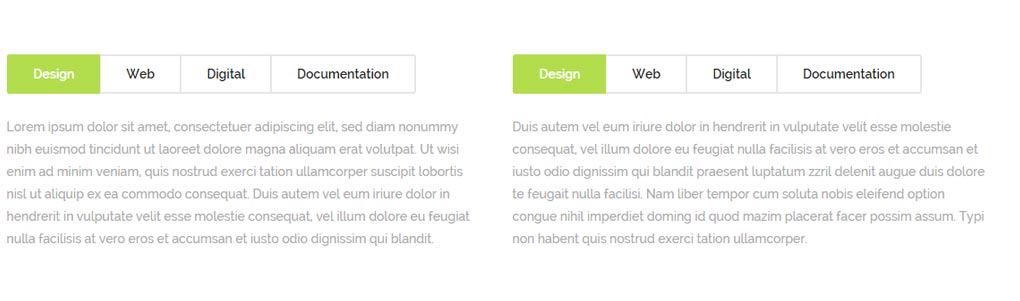 Design Web Digital Documentation
Lorem ipsum dolor sit amet, consectetuer adipiscing elit, sed diam nonummy
nibh euismod tincidunt ut laoreet dolore magna aliquam erat volutpat. Ut wisi
enim ad minim veniam, quis nostrud exerci tation ullamcorper suscipit lobortis
nisl ut aliquip ex ea commodo consequat. Duis autem vel eum iriure dolor in
hendrerit in vulputate velit esse molestie consequat, vel illum dolore eu feugiat
nulla facilisis at vero eros et accumsan et iusto odio dignissim qui blandit.
Design Web Digital Documentation
Duis autem vel eum iriure dolor in hendrerit in vulputate velit esse molestie
consequat, vel illum dolore eu feugiat nulla facilisis at vero eros et accumsan et
iusto odio dignissim qui blandit praesent luptatum zzril delenit augue duis dolore
te feugait nulla facilisi. Nam liber tempor cum soluta nobis eleifend option
congue nihil imperdiet doming id quod mazim placerat facer possim assum. Typi
non habent quis nostrud exerci tation ullamcorper.